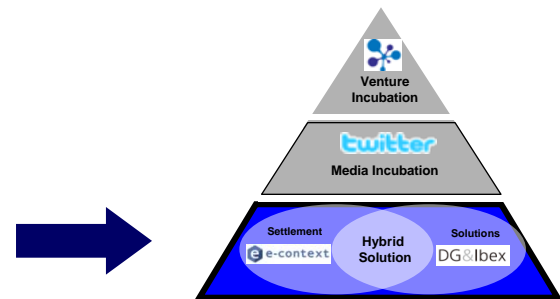 Venture
Incubation
twitter
Media Incubation
Settlement
e-context
Hybrid
Solution
Solutions
DG&Ibex